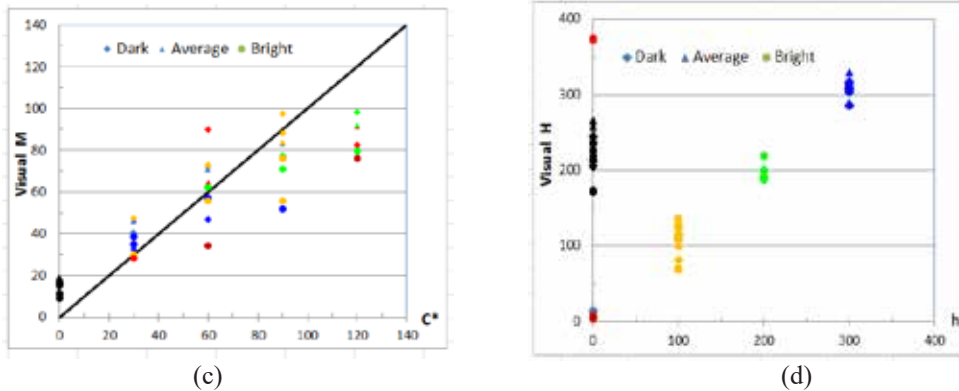 140
120
100
80
60
40
20
0
Visual M
Dark Average Bright
0 20 40 60 80 100 120 140
C*
(c)
400
300
200
100
0
Visual H
Dark Average Bright
0 100 200 300 400
h
(d)